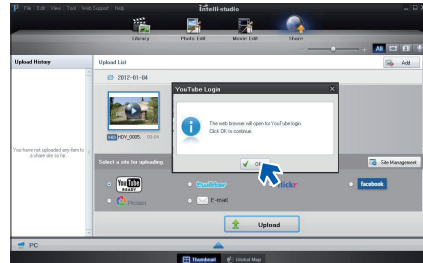 File Edit View Tool Web Support Help
Intelli-studio
Library Photo Edit Movie Edit Share
All
Upload History
Upload List
Add
2012-01-04
YouTube Login
The web browser will open for YouTube login.
Click OK to continue.
HDV_0005.
You have not uploaded any item to
a share site so far.
Select a site for uploading.
Site Management
YouTube
READY
flickr
facebook
Picasa
E-mail
Upload
PC
Thumbnail Global Map